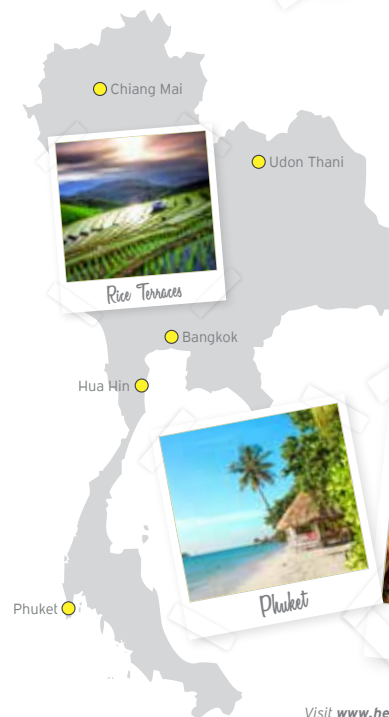 Chiang Mai
Udon Thani
Rice Terraces
Bangkok
Hua Hin
Phuket
Phuket
Visit www.he